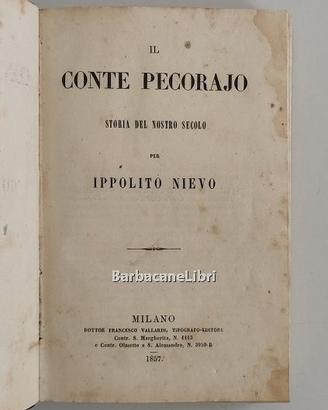 IL
CONTE PECORAJO
STORIA DEL NOSTRO SECOLO
PER
IPPOLITO NIEVO
BarbacaneLibri
MILANO
DOTTOR FRANCESCO VALLARDI, TIPOGRAFO-EDITORE
Contr. S. Margherita, N. 1113
e Contr. Olmetto e S. Alessandro, N. 3950-B
1857.